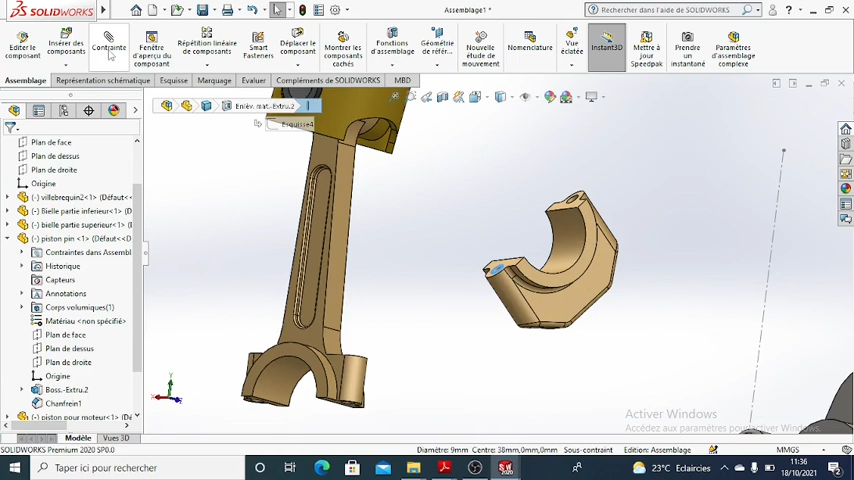 SOLIDWORKS
Assemblage1 *
Rechercher dans l'aide de SOLIDWORKS
Editer le composant
Insérer des composants
Contrainte
Fenêtre d'aperçu du composant
Répétition linéaire de composants
Smart Fasteners
Déplacer le composant
Montrer les composants cachés
Fonctions d'assemblage
Géométrie de référ...
Nouvelle étude de mouvement
Nomenclature
Vue éclatée
Instant3D
Mettre à jour Speedpak
Prendre un instantané
Paramètres d'assemblage complexe
Assemblage
Représentation schématique
Esquisse
Marquage
Evaluer
Compléments de SOLIDWORKS
MBD
Enlèv. mat.-Extru.2
Esquisse4
Plan de face
Plan de dessus
Plan de droite
Origine
(-) villebrequin2<1> (Défaut<
(-) Bielle partie inferieur<1>
(-) bielle partie superieur<1>
(-) piston pin <1> (Défaut<<D
Contraintes dans Assembl
Historique
Capteurs
Annotations
Corps volumiques(1)
Matériau <non spécifié>
Plan de face
Plan de dessus
Plan de droite
Origine
Boss.-Extru.2
Chanfrein1
(-) piston pour moteur<1> (Défaut
Y
X
Z
Activer Windows
Accédez aux paramètres pour activer Windows.
Modèle
Vues 3D
SOLIDWORKS Premium 2020 SP0.0
Diamètre: 9mm Centre: 38mm,0mm,0mm
Sous-contraint
Edition: Assemblage
MMGS
Taper ici pour rechercher
23°C Eclaircies
11:36
18/10/2021